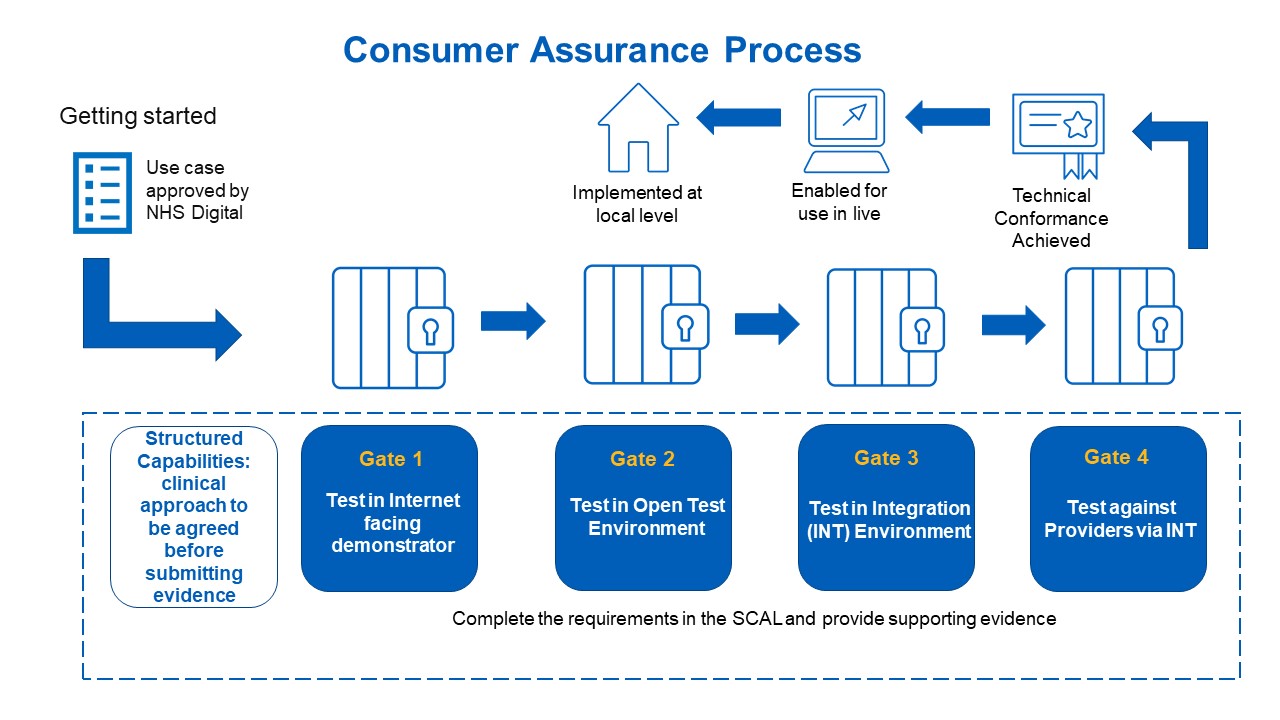 Consumer Assurance Process
Getting started
Use case
approved by
NHS Digital
Implemented at
local level
Enabled for
use in live
Technical
Conformance
Achieved
Structured
Capabilities:
clinical
approach to
be agreed
before
submitting
evidence
Gate 1
Test in Internet
facing
demonstrator
Gate 2
Test in Open Test
Environment
Gate 3
Test in Integration
(INT) Environment
Gate 4
Test against
Providers via INT
Complete the requirements in the SCAL and provide supporting evidence